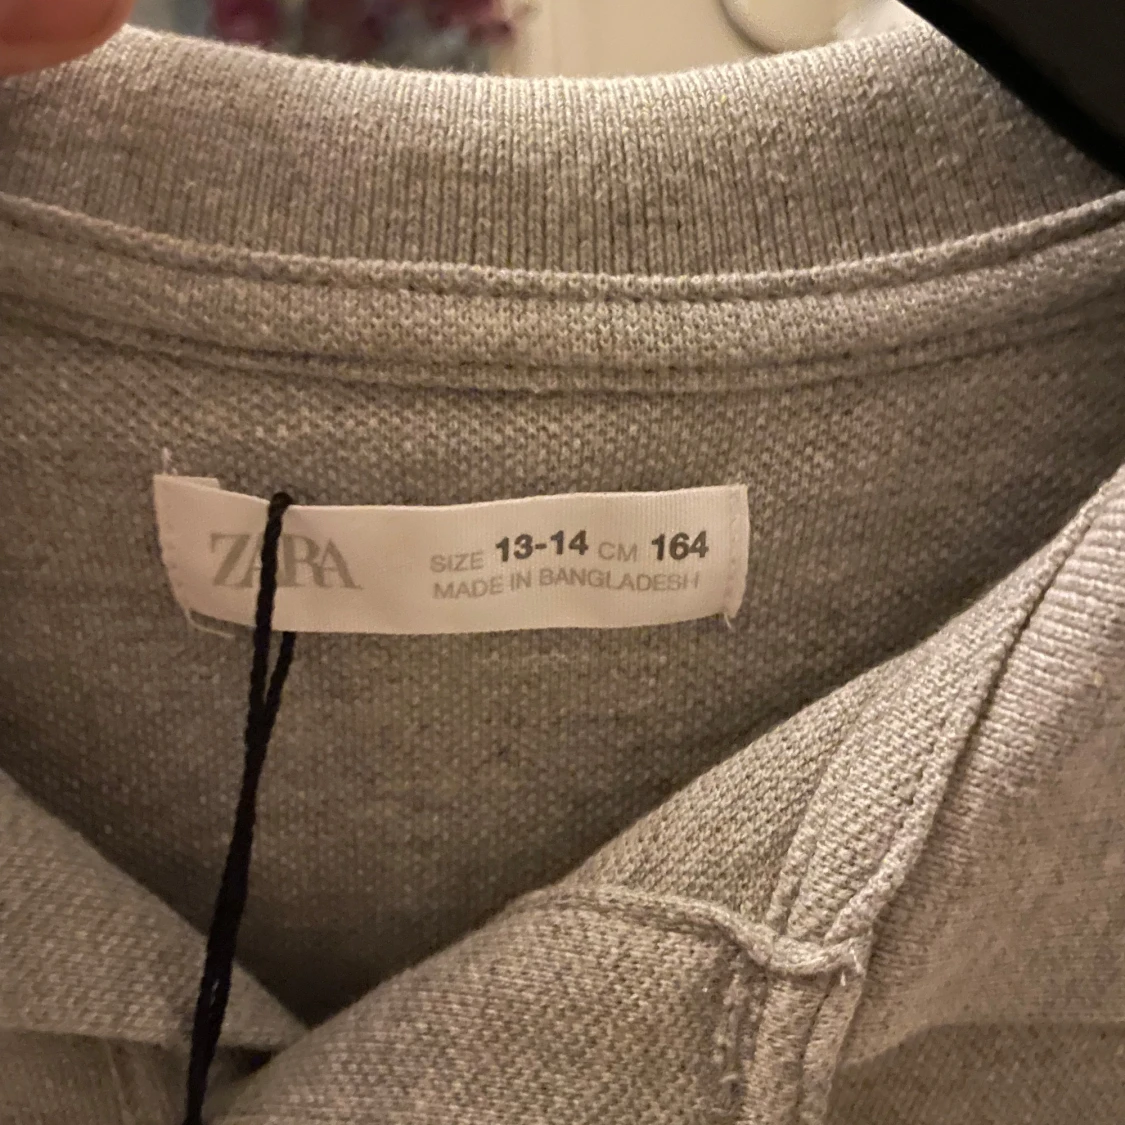 ZARA
SIZE 13-14 CM 164
MADE IN BANGLADESH